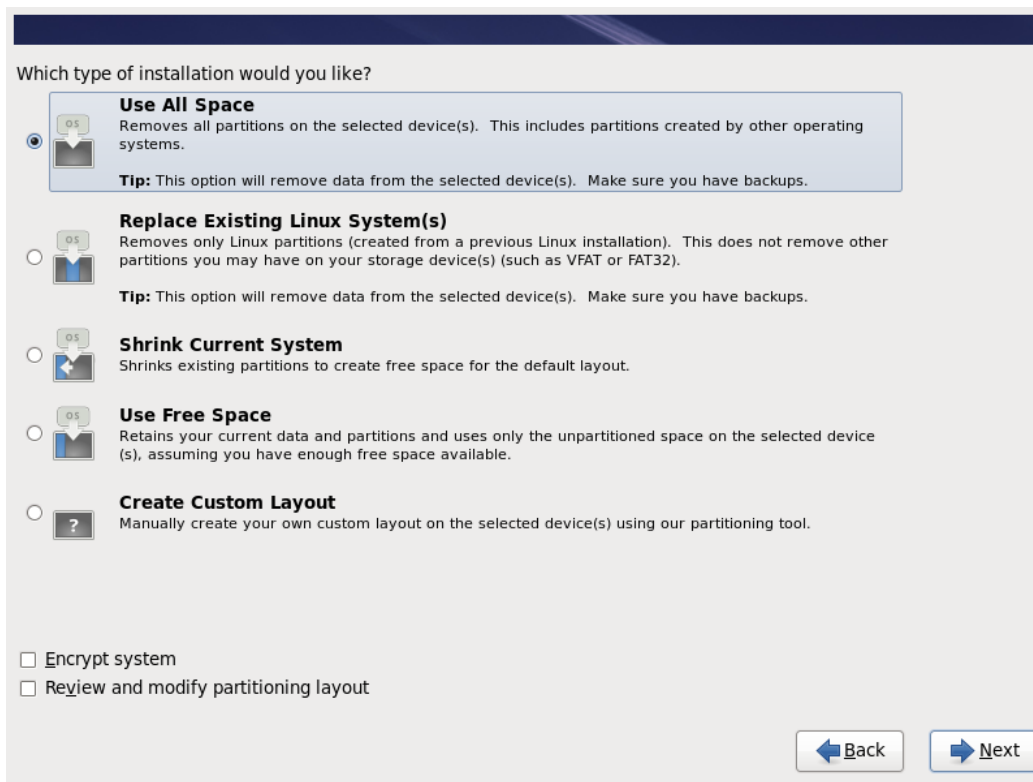 Which type of installation would you like?
OS
Use All Space
Removes all partitions on the selected device(s).  This includes partitions created by other operating
systems.
Tip: This option will remove data from the selected device(s).  Make sure you have backups.
OS
Replace Existing Linux System(s)
Removes only Linux partitions (created from a previous Linux installation).  This does not remove other
partitions you may have on your storage device(s) (such as VFAT or FAT32).
Tip: This option will remove data from the selected device(s).  Make sure you have backups.
OS
Shrink Current System
Shrinks existing partitions to create free space for the default layout.
OS
Use Free Space
Retains your current data and partitions and uses only the unpartitioned space on the selected device
(s), assuming you have enough free space available.
?
Create Custom Layout
Manually create your own custom layout on the selected device(s) using our partitioning tool.
Encrypt system
Review and modify partitioning layout
Back
Next